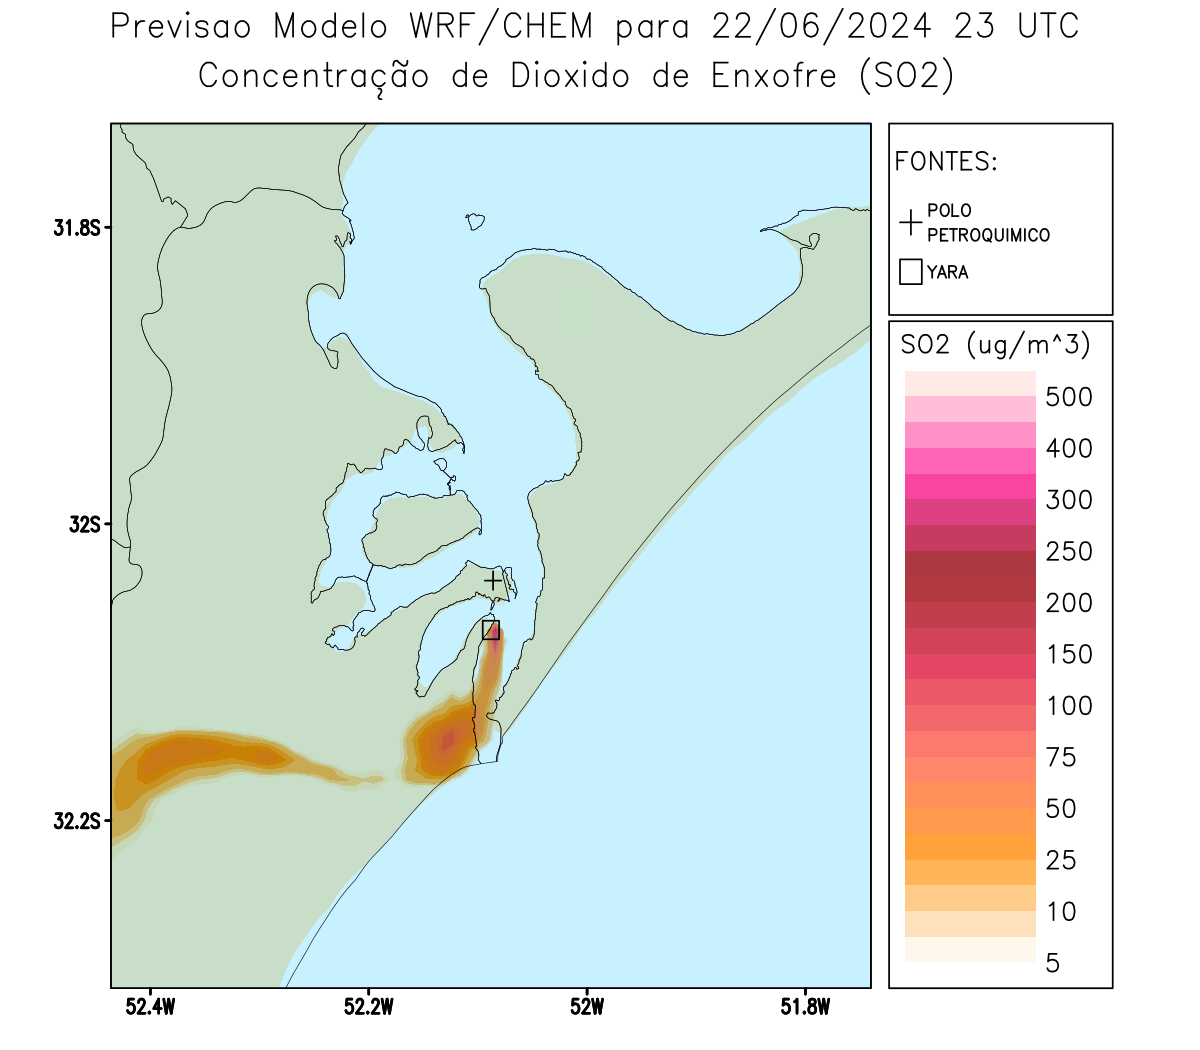 Previsao Modelo WRF/CHEM para 22/06/2024 23 UTC
Concentração de Dioxido de Enxofre (SO2)
FONTES:
POLO
PETROQUIMICO
YARA
SO2 (ug/m^3)
500
400
300
250
200
150
100
75
50
25
10
5
31.8S
32S
32.2S
52.4W
52.2W
52W
51.8W